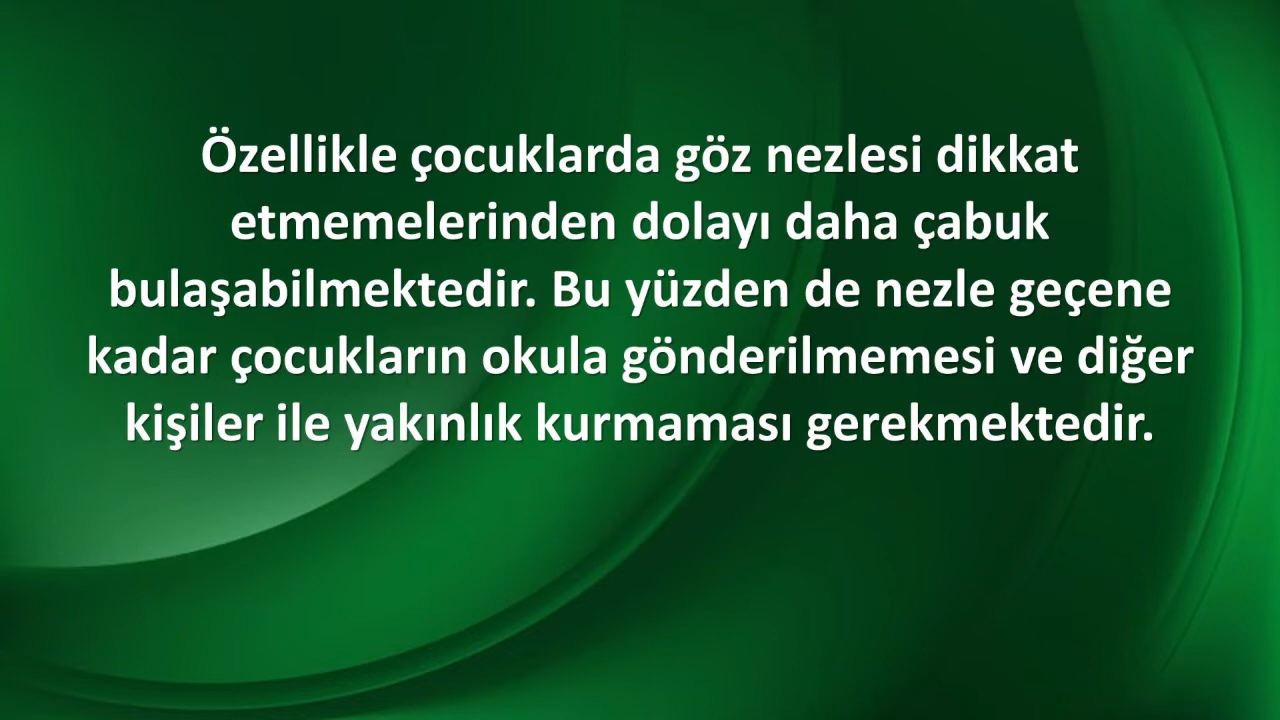 Özellikle çocuklarda göz nezlesi dikkat
etmemelerinden dolayı daha çabuk
bulaşabilmektedir. Bu yüzden de nezle geçene
kadar çocukların okula gönderilmemesi ve diğer
kişiler ile yakınlık kurmaması gerekmektedir.